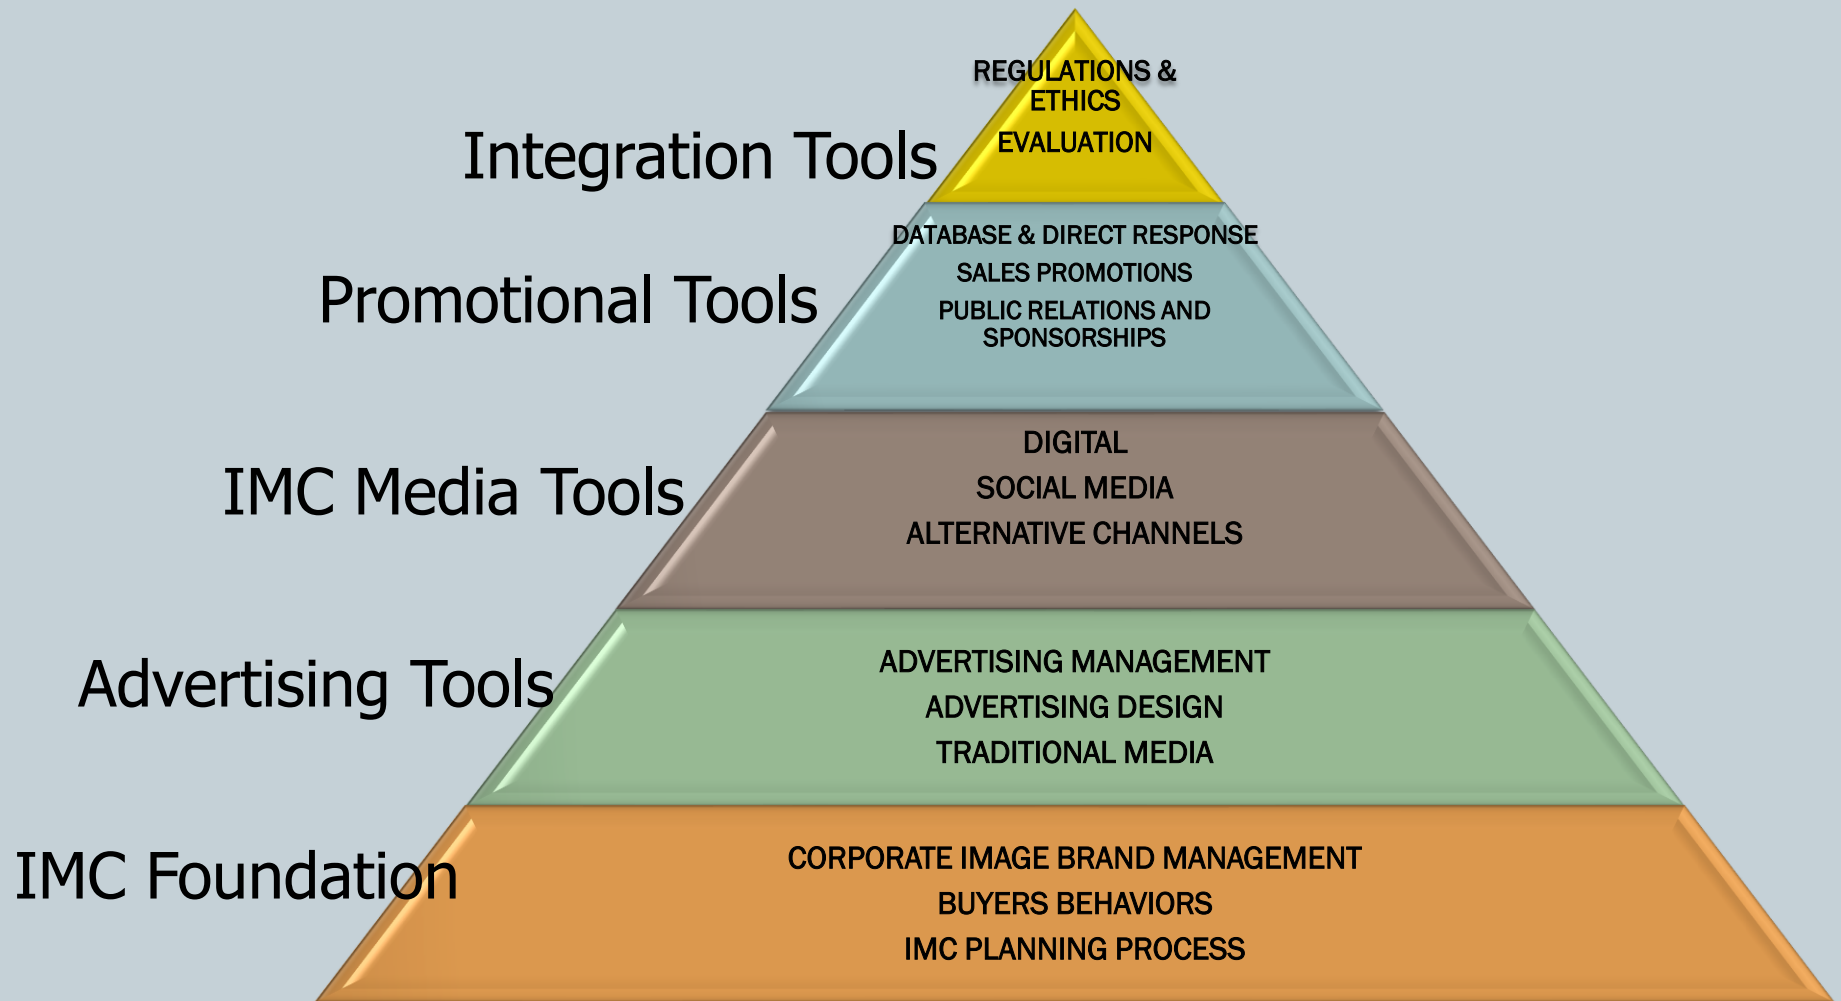 REGULATIONS &
ETHICS
EVALUATION
Integration Tools
DATABASE & DIRECT RESPONSE
SALES PROMOTIONS
PUBLIC RELATIONS AND
SPONSORSHIPS
Promotional Tools
DIGITAL
SOCIAL MEDIA
ALTERNATIVE CHANNELS
IMC Media Tools
ADVERTISING MANAGEMENT
ADVERTISING DESIGN
TRADITIONAL MEDIA
Advertising Tools
CORPORATE IMAGE BRAND MANAGEMENT
BUYERS BEHAVIORS
IMC PLANNING PROCESS
IMC Foundation